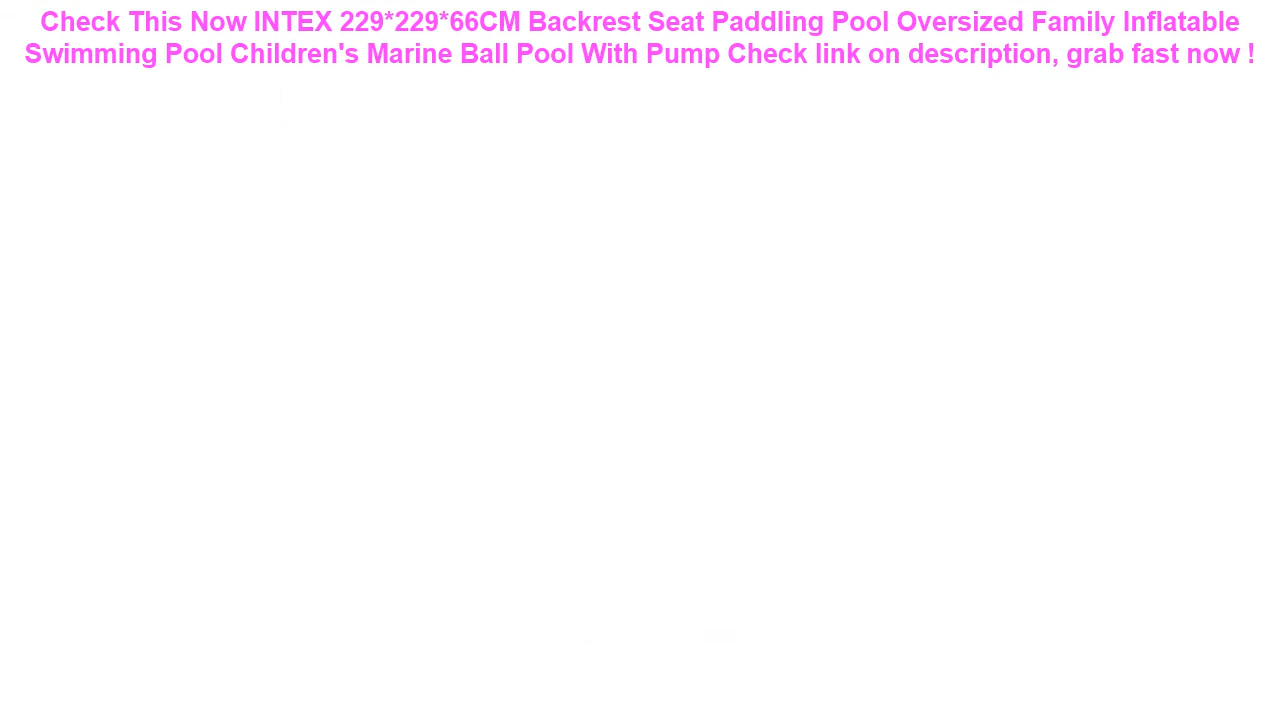 Check This Now INTEX 229*229*66CM Backrest Seat Paddling Pool Oversized Family Inflatable
Swimming Pool Children's Marine Ball Pool With Pump Check link on description, grab fast now !